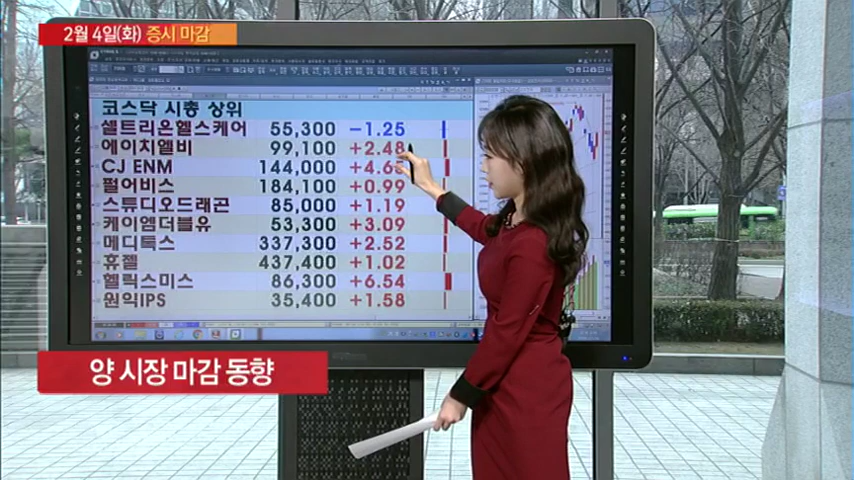 2월 4일(화) 증시 마감
코스닥 시총 상위
셀트리온헬스케어 55,300 -1.25
에이치엘비 99,100 +2.48
CJ ENM 144,000 +4.6
펄어비스 184,100 +0.99
스튜디오드래곤 85,000 +1.19
케이엠더블유 53,300 +3.09
메디톡스 337,300 +2.52
휴젤 437,400 +1.02
헬릭스미스 86,300 +6.54
원익IPS 35,400 +1.58
양 시장 마감 동향